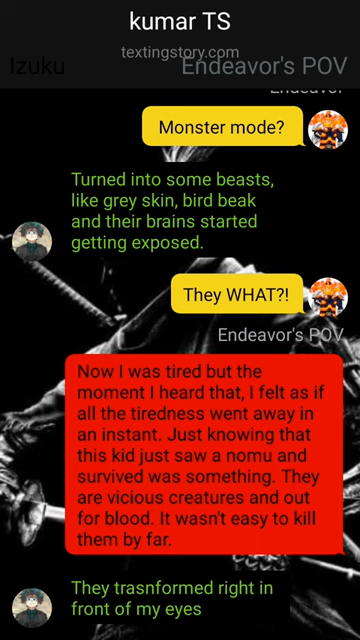 kumar TS
textingstory.com
Izuku
Endeavor's POV
Endeavor
Monster mode?
Turned into some beasts,
like grey skin, bird beak
and their brains started
getting exposed.
They WHAT?!
Endeavor's POV
Now I was tired but the
moment I heard that, I felt as if
all the tiredness went away in
an instant. Just knowing that
this kid just saw a nomu and
survived was something. They
are vicious creatures and out
for blood. It wasn't easy to kill
them by far.
They trasnformed right in
front of my eyes